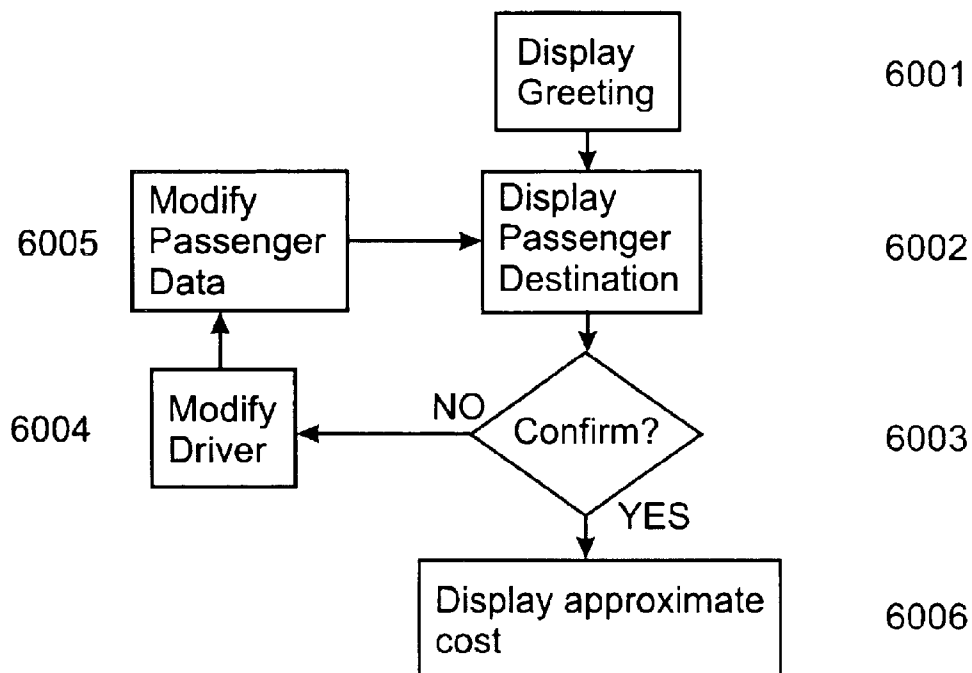 Display
Greeting
6001
Modify
Passenger
Data
6005
Display
Passenger
Destination
6002
6004
Modify
Driver
NO
Confirm?
6003
YES
Display approximate
cost
6006